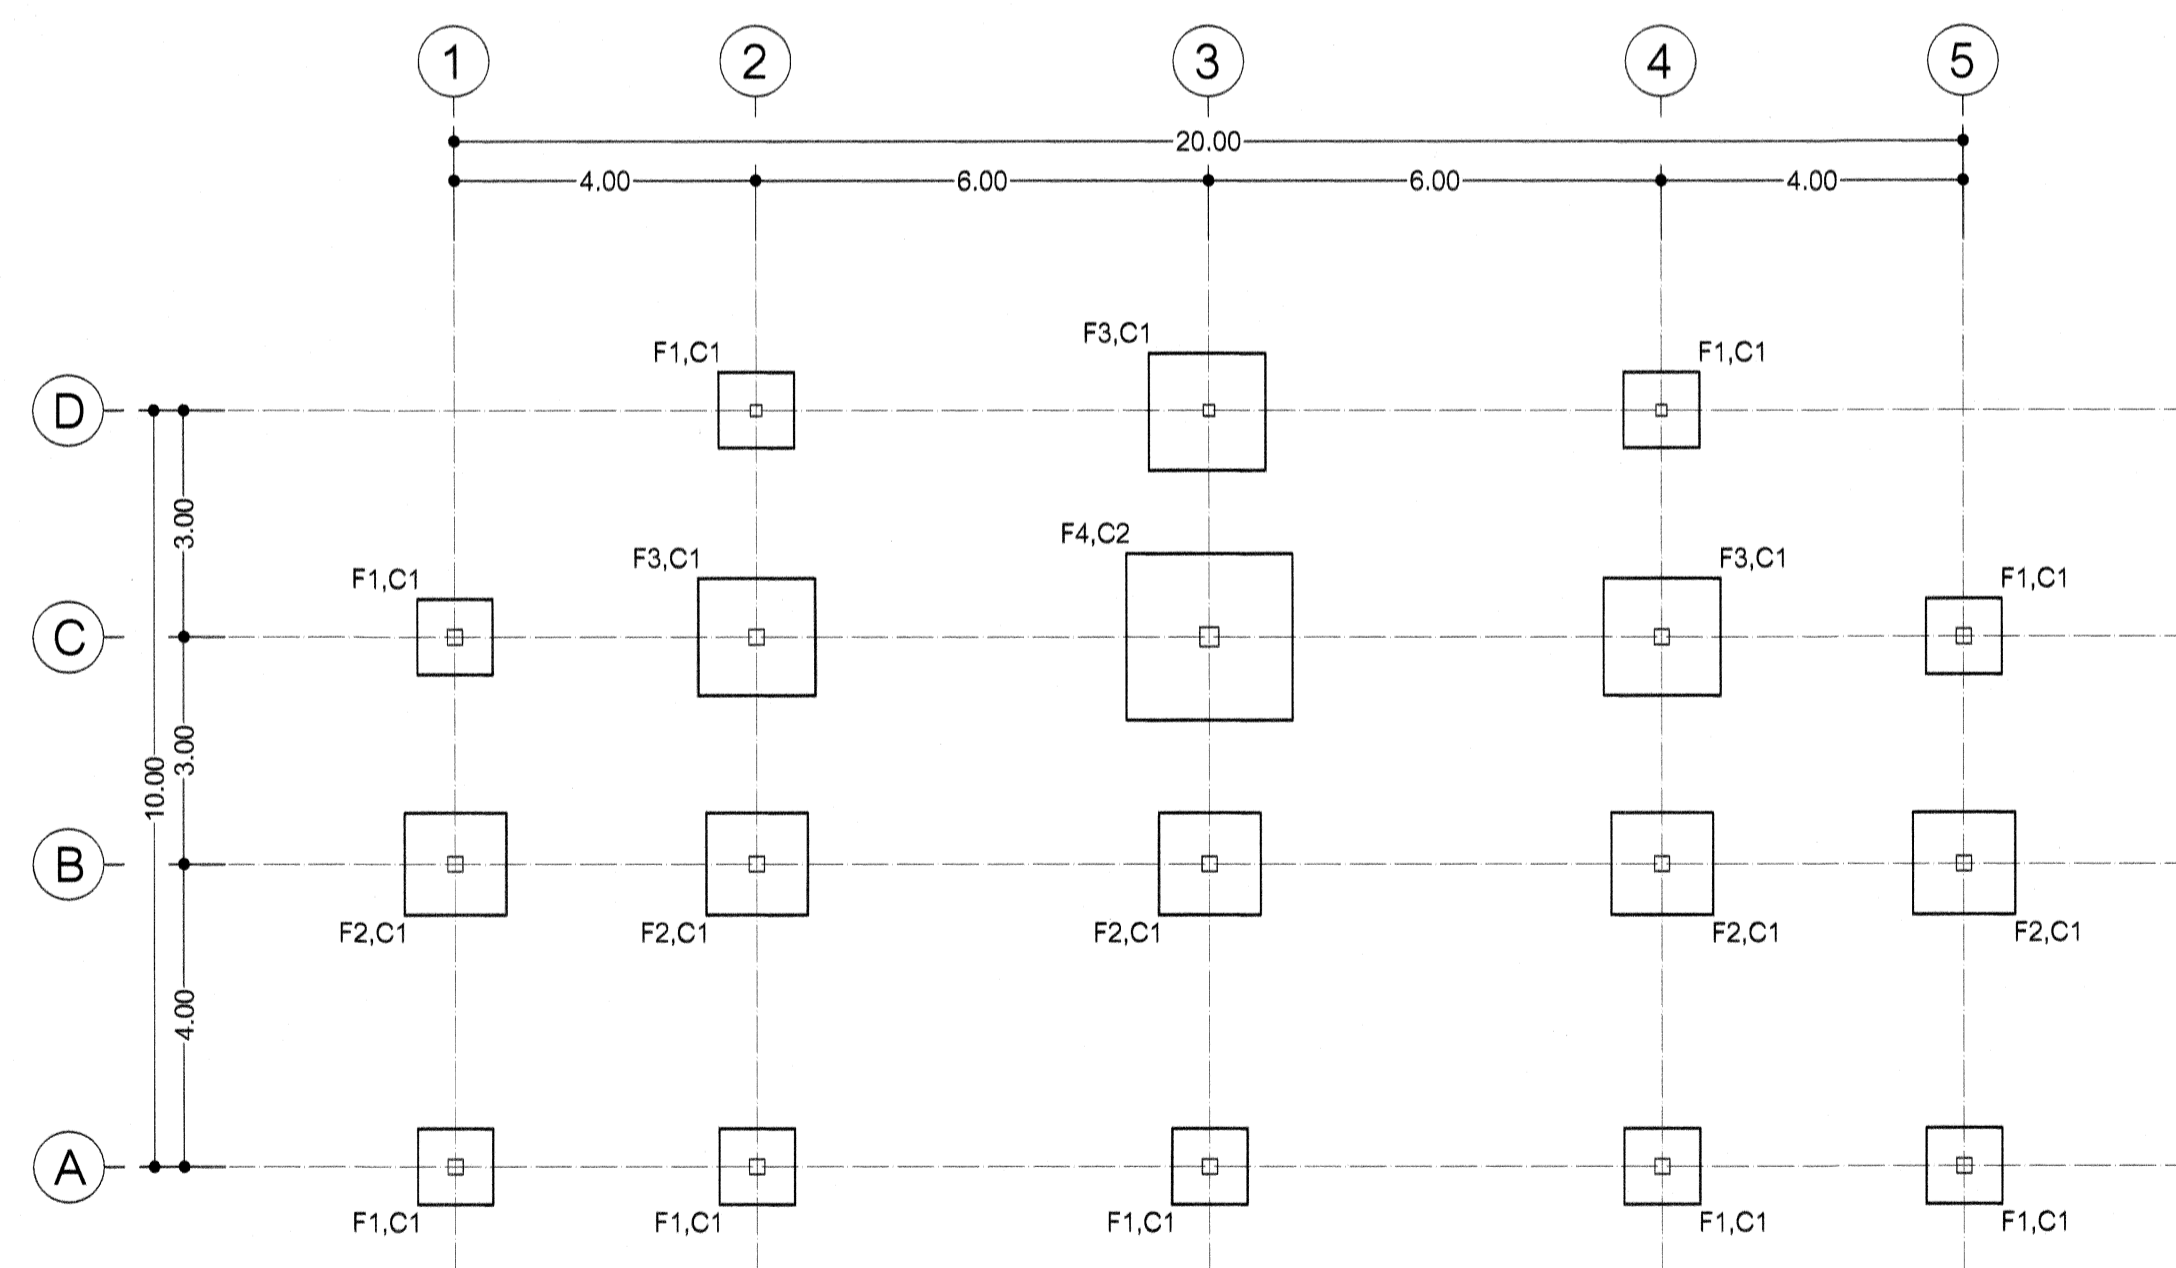 1 2 3 4 5
20.00
4.00 6.00 6.00 4.00
F3,C1
F1,C1 F1,C1
D
3.00
F4,C2
F3,C1 F3,C1
F1,C1 F1,C1
C
3.00
10.00
B
F2,C1 F2,C1 F2,C1 F2,C1 F2,C1
4.00
A
F1,C1 F1,C1 F1,C1 F1,C1 F1,C1